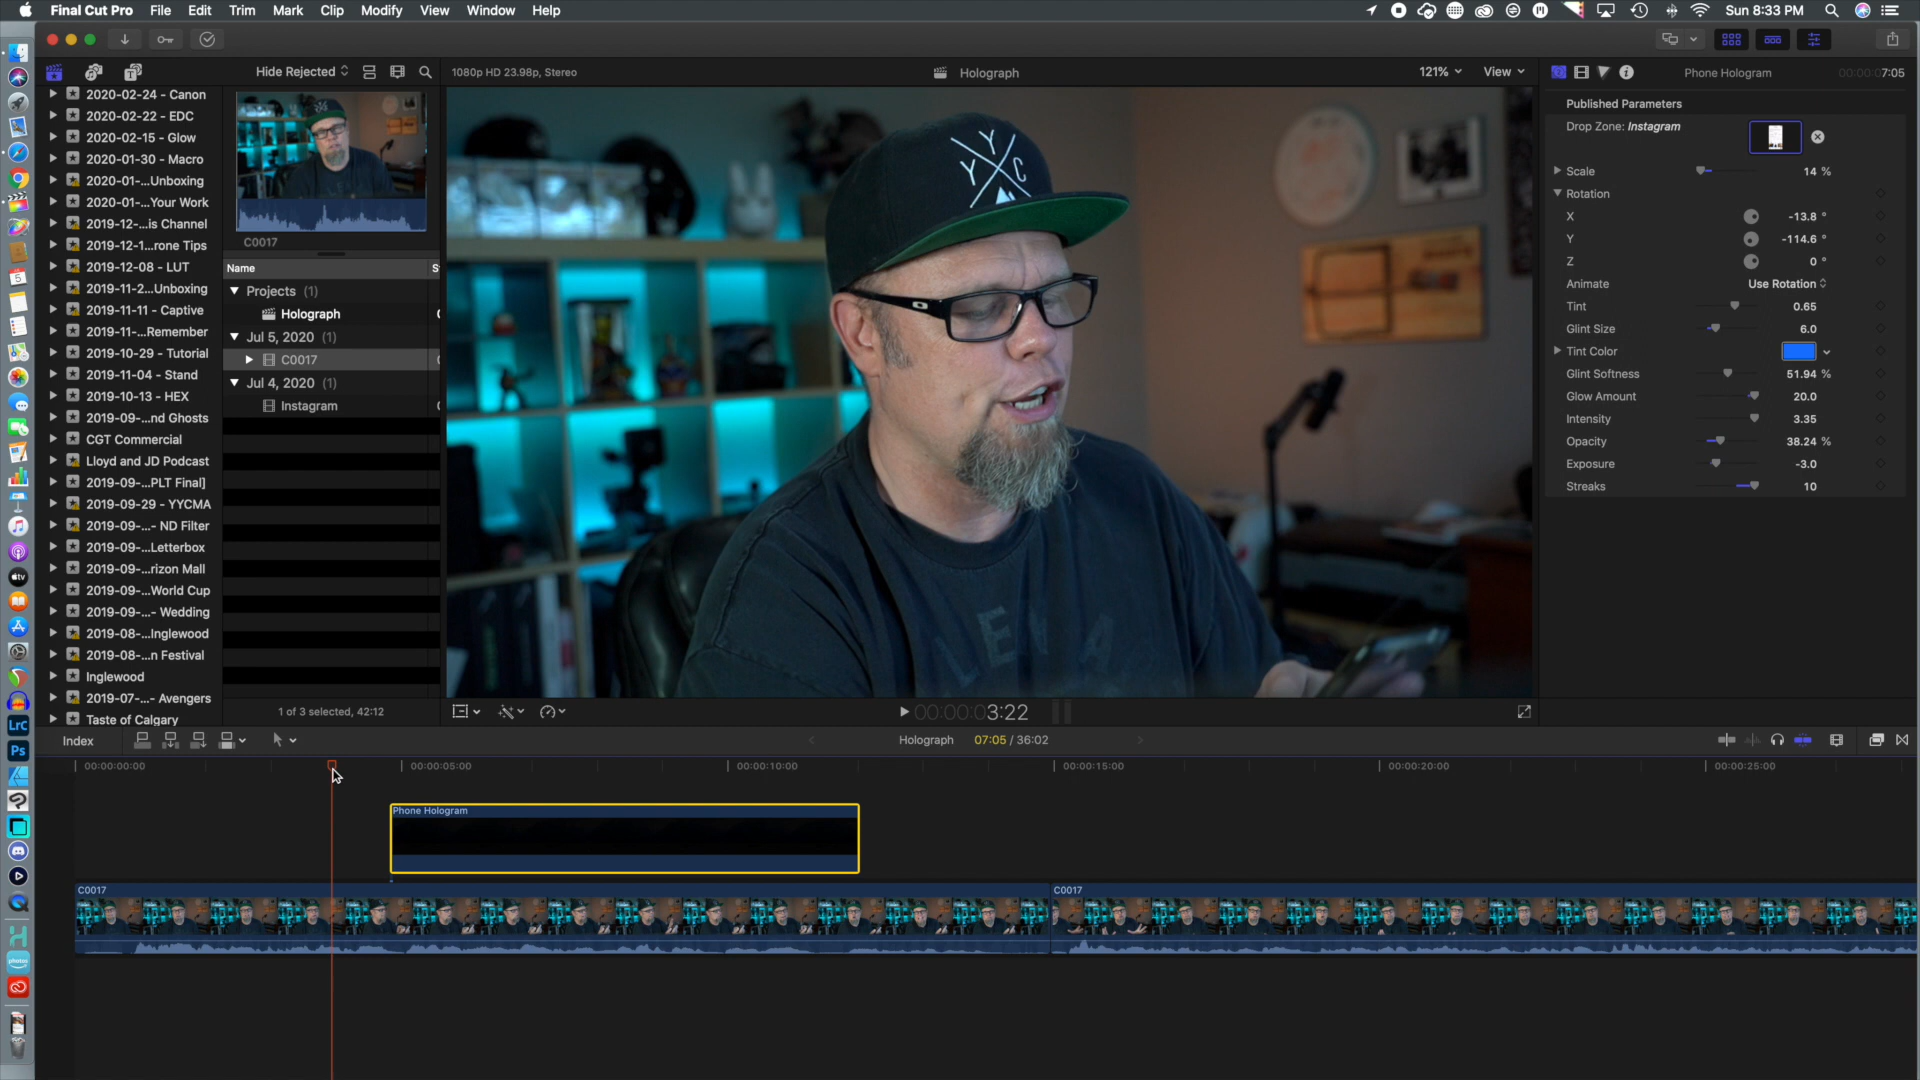 Final Cut Pro File Edit Trim Mark Clip Modify View Window Help
Sun 8:33 PM
Hide Rejected
1080p HD 23.98p, Stereo
Holograph
121%
View
Phone Hologram
00:00:07:05
2020-02-24 - Canon
2020-02-22 - EDC
2020-02-15 - Glow
2020-01-30 - Macro
2020-01-...Unboxing
2020-01-...Your Work
2019-12-...is Channel
2019-12-1...rone Tips
2019-12-08 - LUT
2019-11-2...Unboxing
2019-11-11 - Captive
2019-11-...Remember
2019-10-29 - Tutorial
2019-11-04 - Stand
2019-10-13 - HEX
2019-09-...nd Ghosts
CGT Commercial
Lloyd and JD Podcast
2019-09-...PLT Final]
2019-09-29 - YYCMA
2019-09-...- ND Filter
2019-09-...Letterbox
2019-09-...rizon Mall
2019-09-...World Cup
2019-09-...- Wedding
2019-08-...Inglewood
2019-08-...n Festival
Inglewood
2019-07-...- Avengers
Taste of Calgary
C0017
Name
S
Projects (1)
Holograph
Jul 5, 2020 (1)
C0017
Jul 4, 2020 (1)
Instagram
1 of 3 selected, 42:12
YYC
Published Parameters
Drop Zone: Instagram
Scale 14 %
Rotation
X -13.8 °
Y -114.6 °
Z 0 °
Animate Use Rotation
Tint 0.65
Glint Size 6.0
Tint Color
Glint Softness 51.94 %
Glow Amount 20.0
Intensity 3.35
Opacity 38.24 %
Exposure -3.0
Streaks 10
00:00:03:22
Index
Holograph 07:05 / 36:02
00:00:00:00
00:00:05:00
00:00:10:00
00:00:15:00
00:00:20:00
00:00:25:00
Phone Hologram
C0017
C0017
5
tv
LrC
Ps
photos